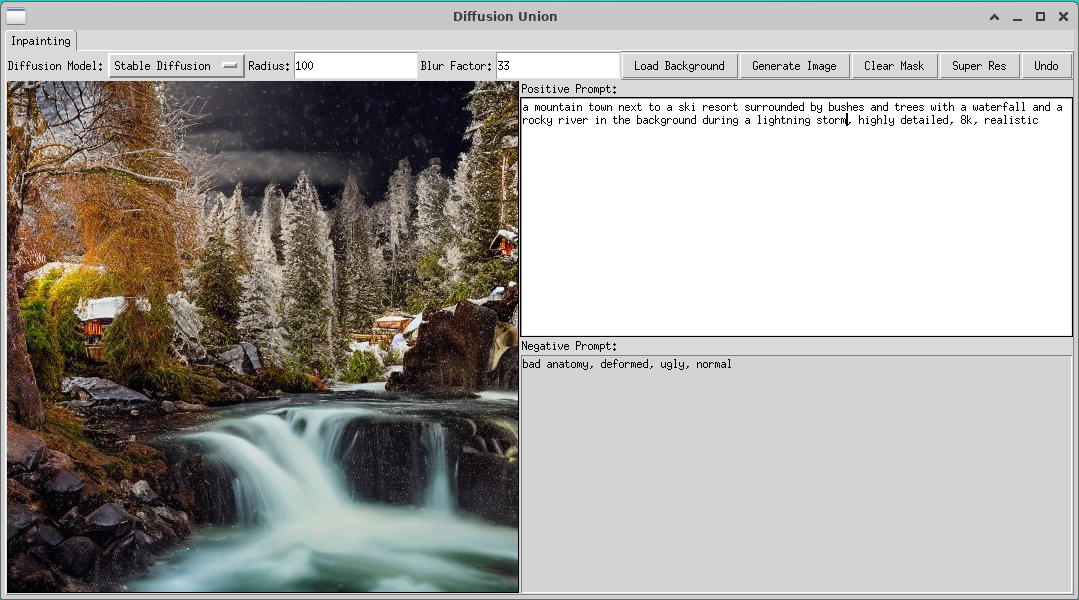 Diffusion Union
Inpainting
Diffusion Model: Stable Diffusion Radius: 100 Blur Factor: 33 Load Background Generate Image Clear Mask Super Res Undo
Positive Prompt:
a mountain town next to a ski resort surrounded by bushes and trees with a waterfall and a
rocky river in the background during a lightning storm, highly detailed, 8k, realistic
Negative Prompt:
bad anatomy, deformed, ugly, normal